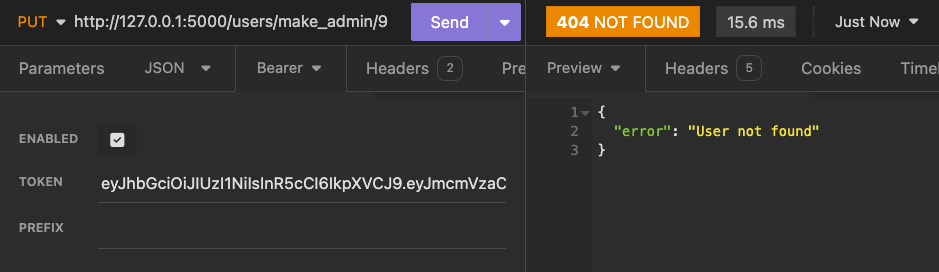 PUT http://127.0.0.1:5000/users/make_admin/9 Send 404 NOT FOUND 15.6 ms Just Now
Parameters JSON Bearer Headers 2 Pre Preview Headers 5 Cookies Timel
ENABLED
TOKEN eyJhbGciOiJIUzI1NiIsInR5cCI6IkpXVCJ9.eyJmcmVzaC
PREFIX
1 {
2 "error": "User not found"
3 }